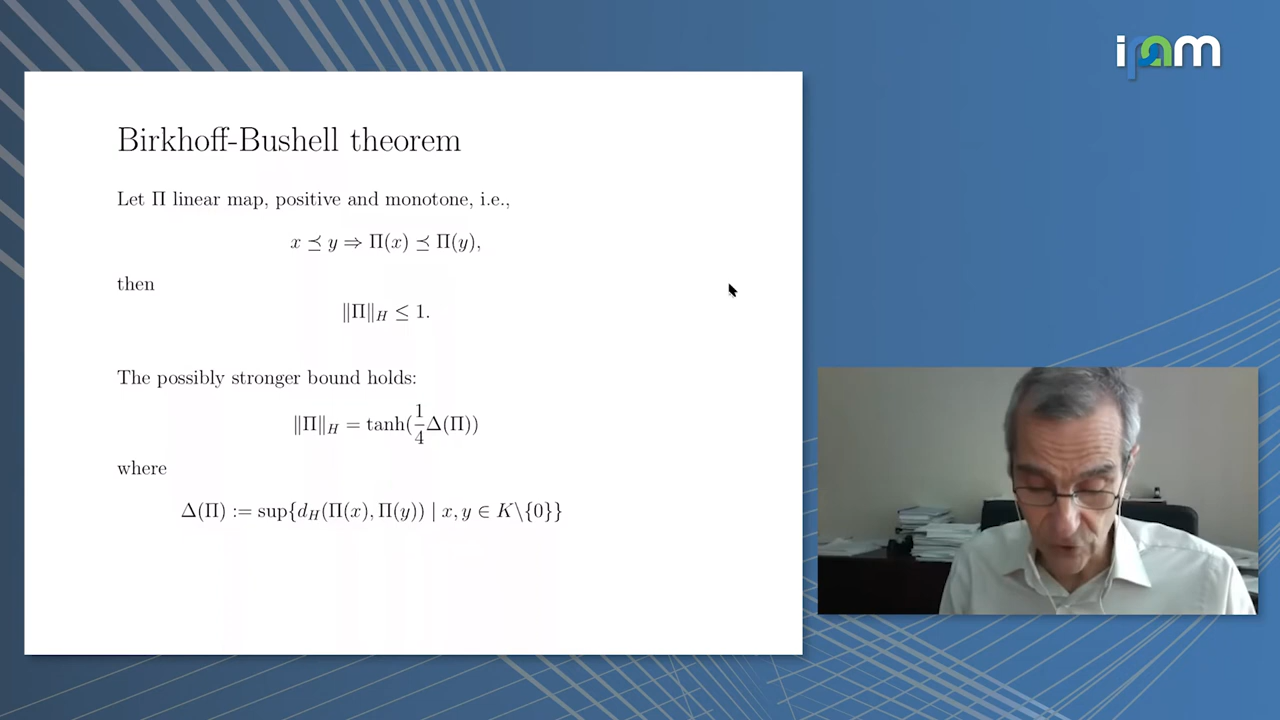 ipam
Birkhoff-Bushell theorem
Let Π linear map, positive and monotone, i.e.,
x ⪯ y ⇒ Π(x) ⪯ Π(y),
then
‖Π‖_H ≤ 1.
The possibly stronger bound holds:
‖Π‖_H = tanh(1/4 Δ(Π))
where
Δ(Π) := sup{d_H(Π(x), Π(y)) | x, y ∈ K\{0}}